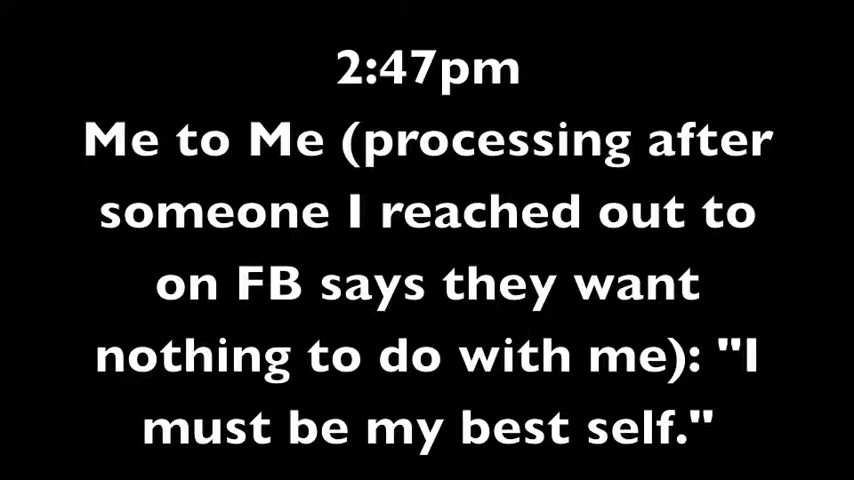 2:47pm
Me to Me (processing after
someone I reached out to
on FB says they want
nothing to do with me): "I
must be my best self."